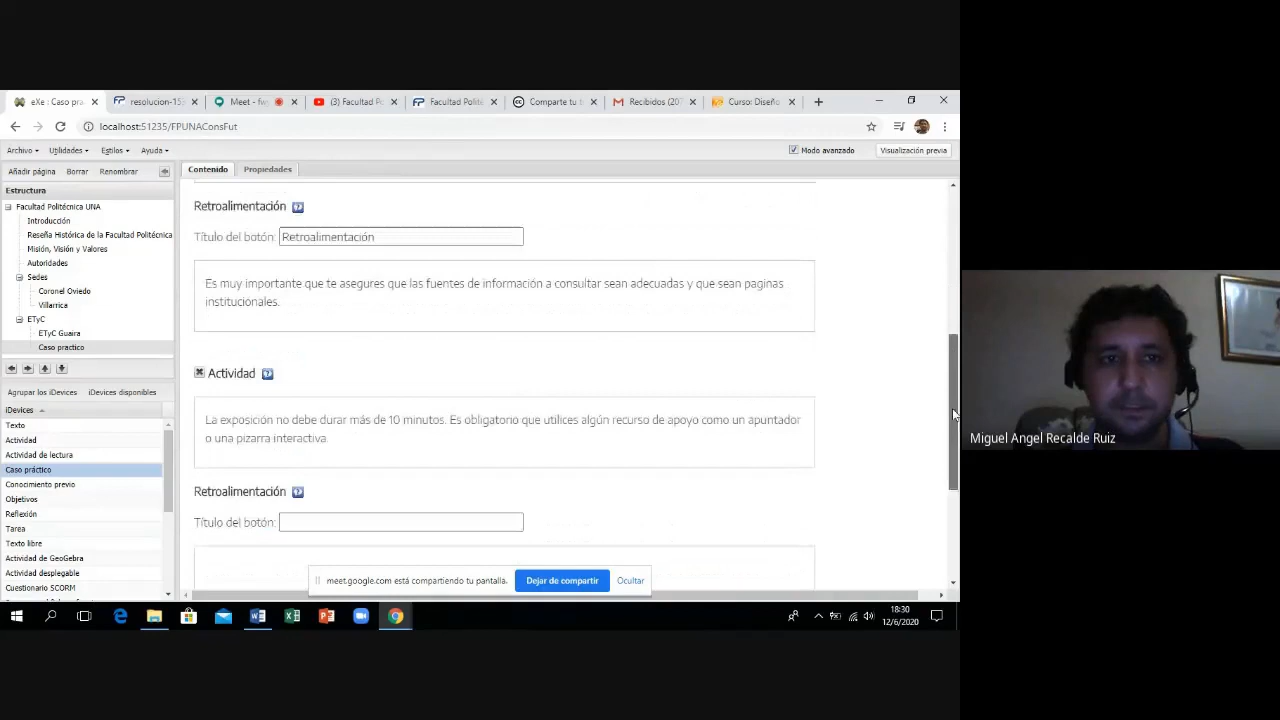 eXe : Caso pra
resolucion-15
Meet - fw
(3) Facultad Po
Facultad Polité
Comparte tu t
Recibidos (207
Curso: Diseño
localhost:51235/FPUNAConsFut
Archivo Utilidades Estilos Ayuda
Modo avanzado
Visualización previa
Añadir página Borrar Renombrar
Contenido Propiedades
Estructura
Facultad Politécnica UNA
Introducción
Reseña Histórica de la Facultad Politécnica
Misión, Visión y Valores
Autoridades
Sedes
Coronel Oviedo
Villarrica
ETyC
ETyC Guaira
Caso practico
Agrupar los iDevices iDevices disponibles
iDevices
Texto
Actividad
Actividad de lectura
Caso práctico
Conocimiento previo
Objetivos
Reflexión
Tarea
Texto libre
Actividad de GeoGebra
Actividad desplegable
Cuestionario SCORM
Retroalimentación
Título del botón: Retroalimentación
Es muy importante que te asegures que las fuentes de información a consultar sean adecuadas y que sean paginas
institucionales.
Actividad
La exposición no debe durar más de 10 minutos. Es obligatorio que utilices algún recurso de apoyo como un apuntador
o una pizarra interactiva.
Retroalimentación
Título del botón:
meet.google.com está compartiendo tu pantalla. Dejar de compartir Ocultar
18:30
12/6/2020
Miguel Angel Recalde Ruiz